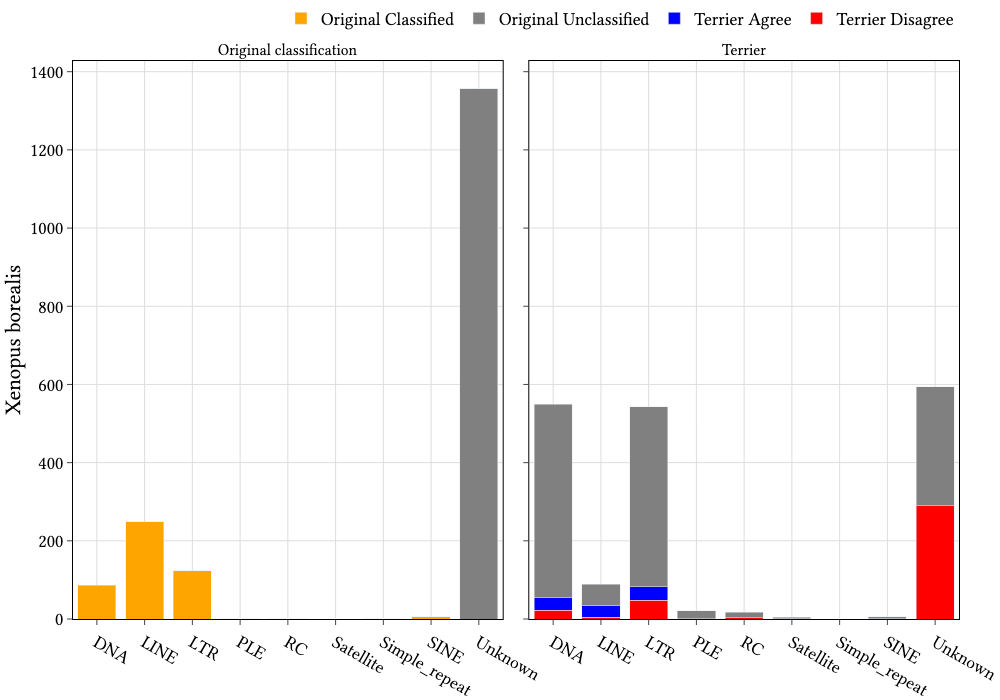 Original Classified Original Unclassified Terrier Agree Terrier Disagree
Original classification Terrier
Xenopus borealis
1400
1200
1000
800
600
400
200
0
DNA LINE LTR PLE RC Satellite Simple_repeat SINE Unknown
DNA LINE LTR PLE RC Satellite Simple_repeat SINE Unknown